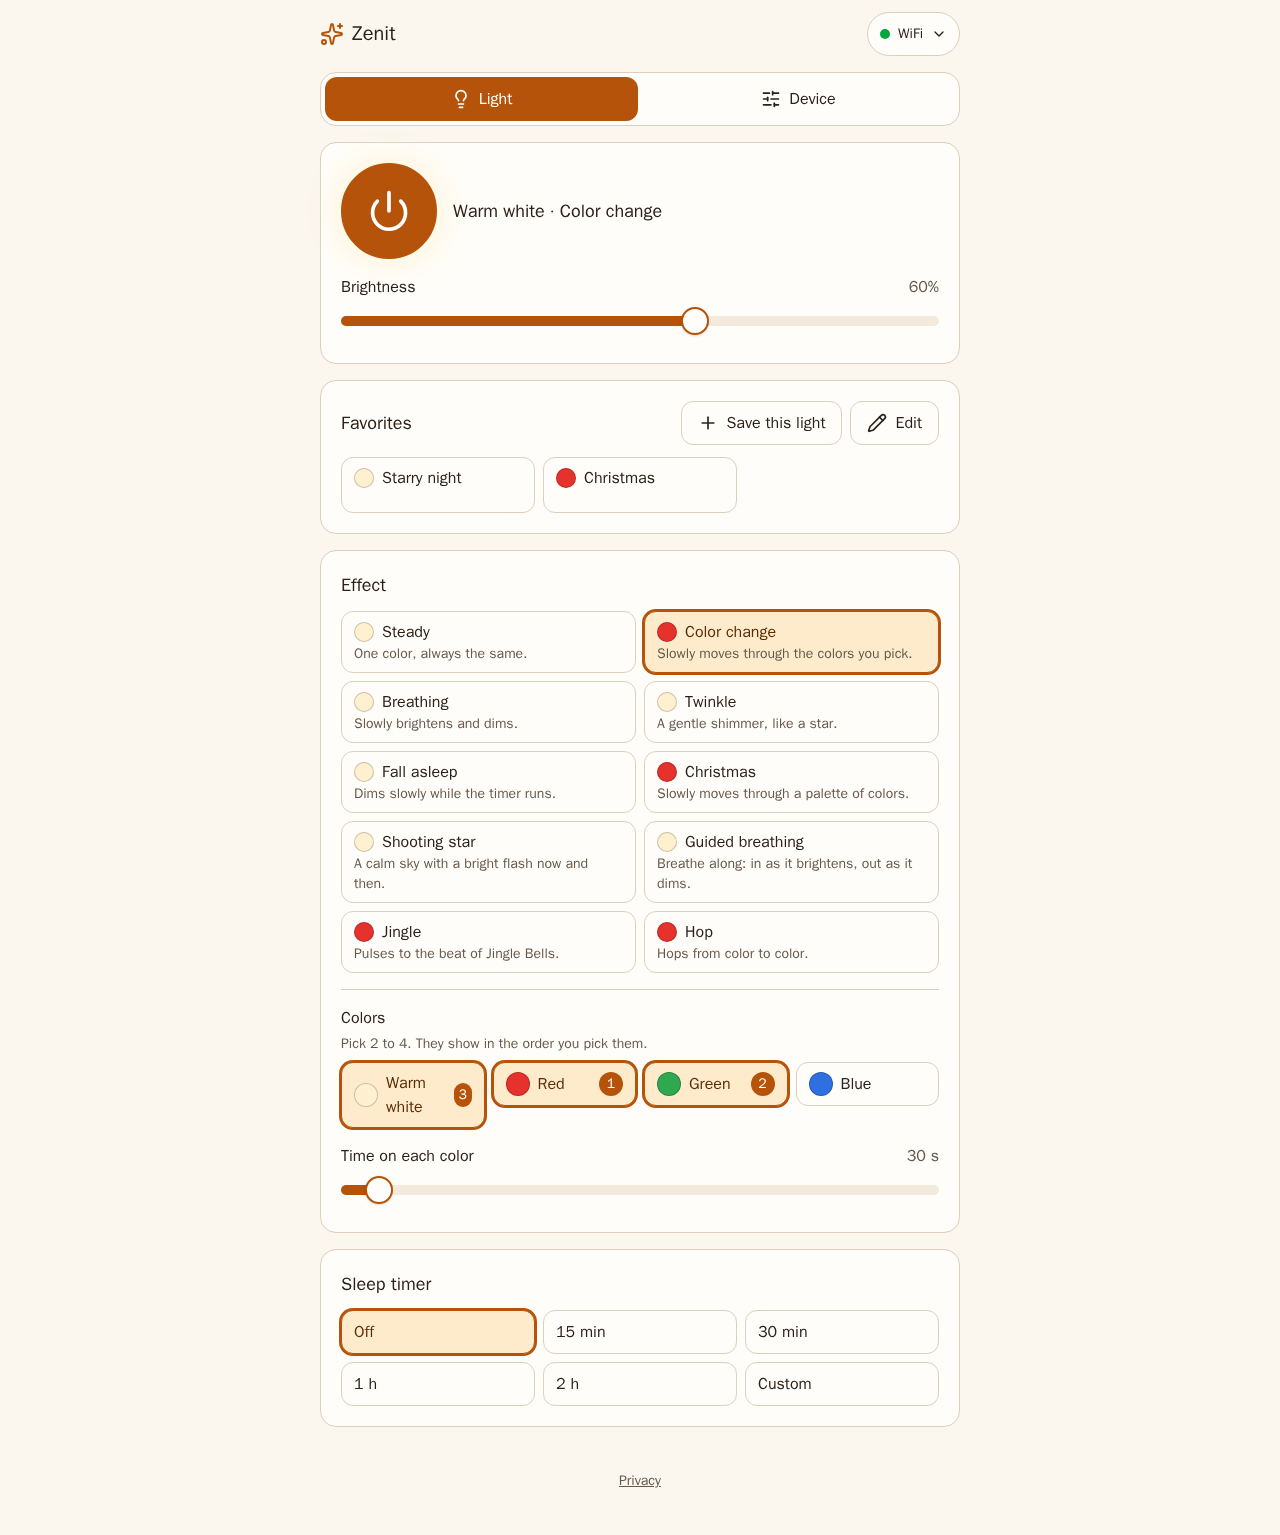 Zenit
WiFi
Light
Device
Warm white · Color change
Brightness
60%
Favorites
Save this light
Edit
Starry night
Christmas
Effect
Steady
One color, always the same.
Color change
Slowly moves through the colors you pick.
Breathing
Slowly brightens and dims.
Twinkle
A gentle shimmer, like a star.
Fall asleep
Dims slowly while the timer runs.
Christmas
Slowly moves through a palette of colors.
Shooting star
A calm sky with a bright flash now and
then.
Guided breathing
Breathe along: in as it brightens, out as it
dims.
Jingle
Pulses to the beat of Jingle Bells.
Hop
Hops from color to color.
Colors
Pick 2 to 4. They show in the order you pick them.
Warm
white
3
Red
1
Green
2
Blue
Time on each color
30 s
Sleep timer
Off
15 min
30 min
1 h
2 h
Custom
Privacy